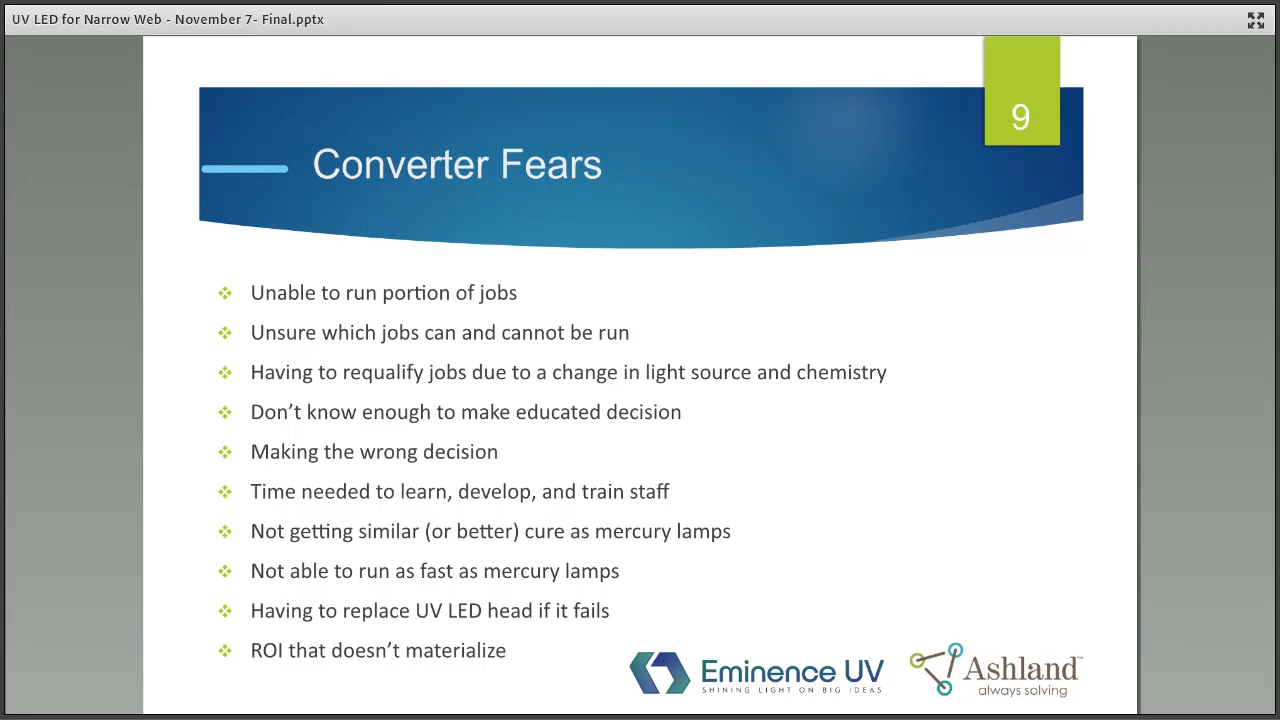 UV LED for Narrow Web - November 7- Final.pptx
9
Converter Fears
Unable to run portion of jobs
Unsure which jobs can and cannot be run
Having to requalify jobs due to a change in light source and chemistry
Don’t know enough to make educated decision
Making the wrong decision
Time needed to learn, develop, and train staff
Not getting similar (or better) cure as mercury lamps
Not able to run as fast as mercury lamps
Having to replace UV LED head if it fails
ROI that doesn’t materialize
Eminence UV
SHINING LIGHT ON BIG IDEAS
Ashland™
always solving